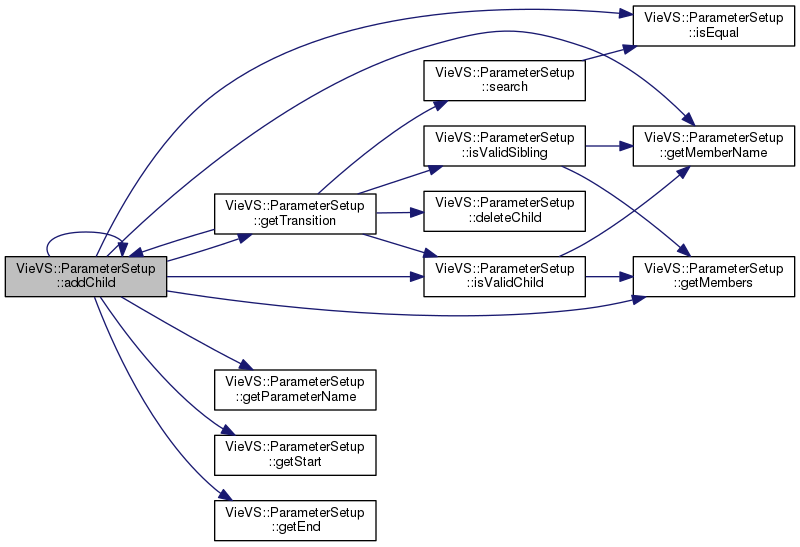 VieVS::ParameterSetup
::addChild
VieVS::ParameterSetup
::getTransition
VieVS::ParameterSetup
::getParameterName
VieVS::ParameterSetup
::getStart
VieVS::ParameterSetup
::getEnd
VieVS::ParameterSetup
::search
VieVS::ParameterSetup
::isValidSibling
VieVS::ParameterSetup
::deleteChild
VieVS::ParameterSetup
::isValidChild
VieVS::ParameterSetup
::isEqual
VieVS::ParameterSetup
::getMemberName
VieVS::ParameterSetup
::getMembers